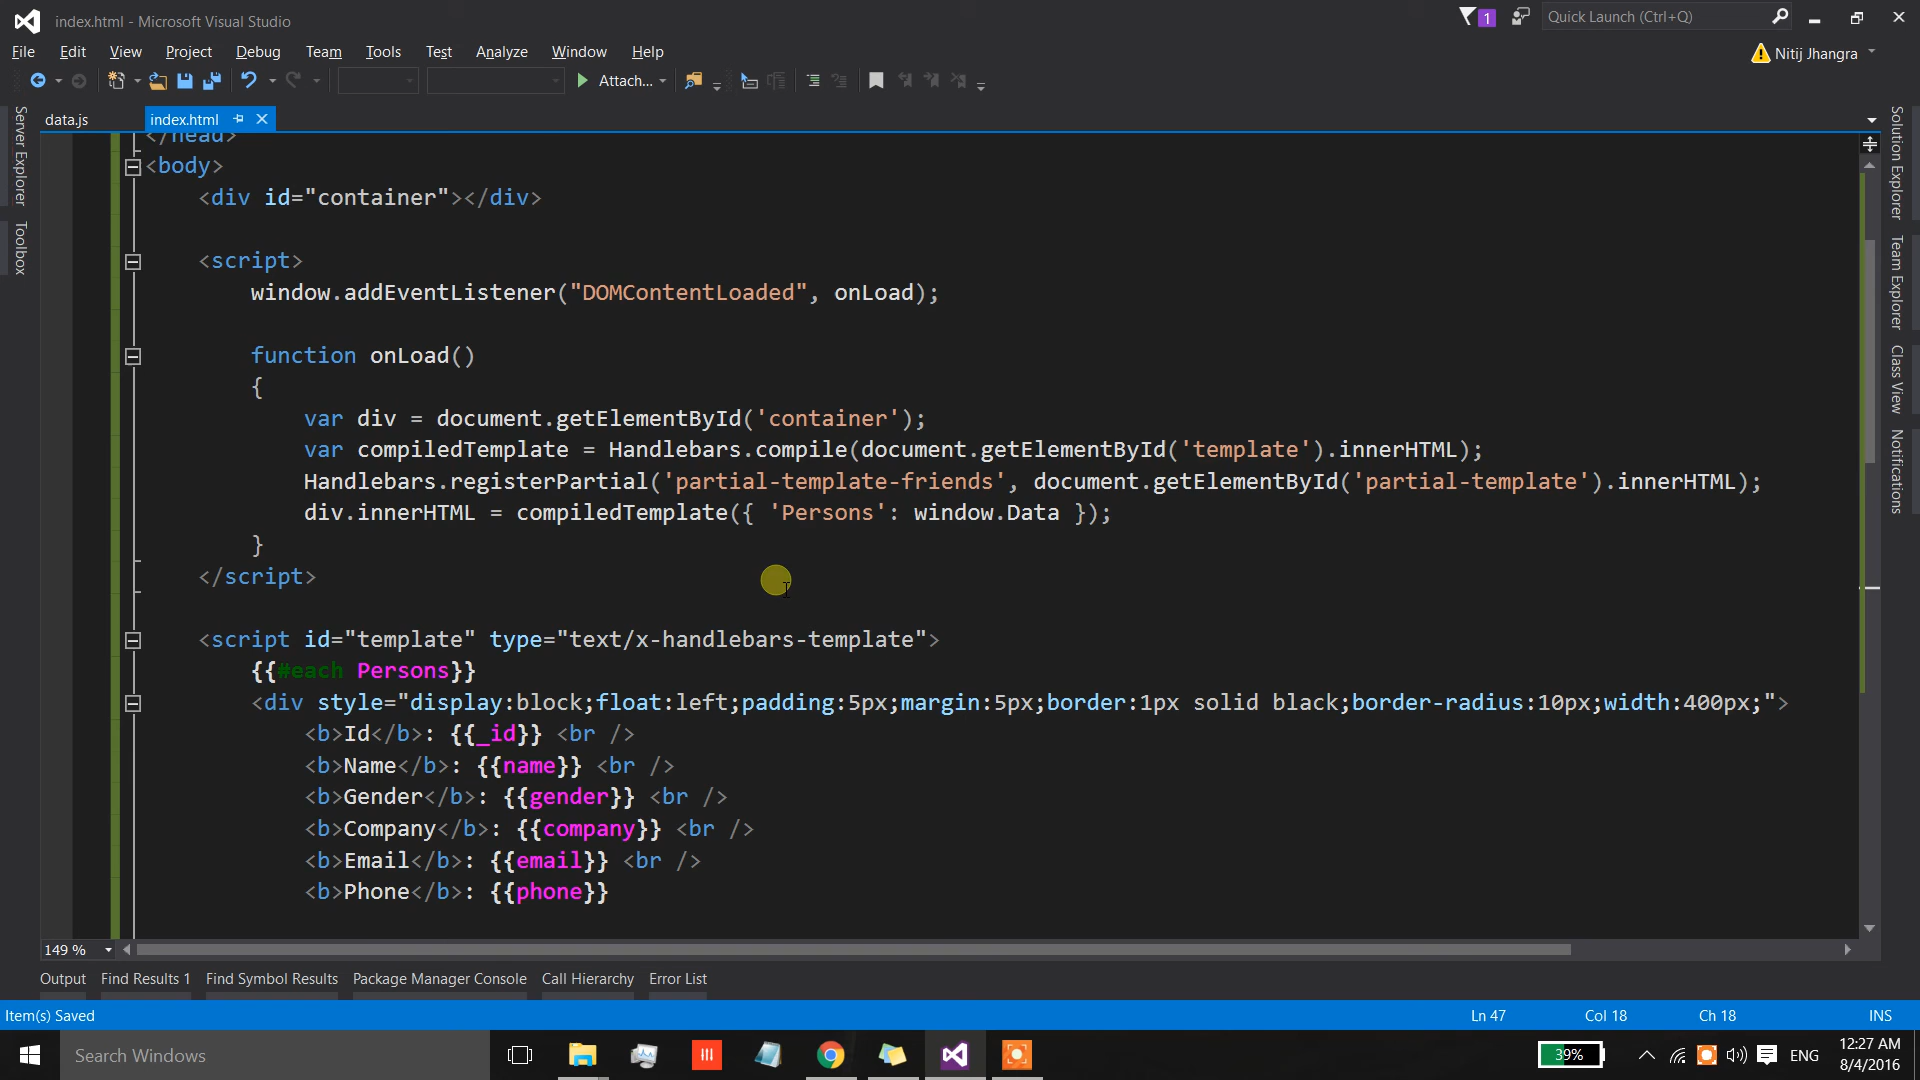 index.html - Microsoft Visual Studio
1
Quick Launch (Ctrl+Q)
File Edit View Project Debug Team Tools Test Analyze Window Help
Nitij Jhangra
Attach...
data.js index.html
Server Explorer
Toolbox
Solution Explorer
Team Explorer
Class View
Notifications
</head>
<body>
<div id="container"></div>
<script>
window.addEventListener("DOMContentLoaded", onLoad);
function onLoad()
{
var div = document.getElementById('container');
var compiledTemplate = Handlebars.compile(document.getElementById('template').innerHTML);
Handlebars.registerPartial('partial-template-friends', document.getElementById('partial-template').innerHTML);
div.innerHTML = compiledTemplate({ 'Persons': window.Data });
}
</script>
<script id="template" type="text/x-handlebars-template">
{{#each Persons}}
<div style="display:block;float:left;padding:5px;margin:5px;border:1px solid black;border-radius:10px;width:400px;">
<b>Id</b>: {{_id}} <br />
<b>Name</b>: {{name}} <br />
<b>Gender</b>: {{gender}} <br />
<b>Company</b>: {{company}} <br />
<b>Email</b>: {{email}} <br />
<b>Phone</b>: {{phone}}
149 %
Output Find Results 1 Find Symbol Results Package Manager Console Call Hierarchy Error List
Item(s) Saved Ln 47 Col 18 Ch 18 INS
Search Windows 39% ENG 12:27 AM
8/4/2016